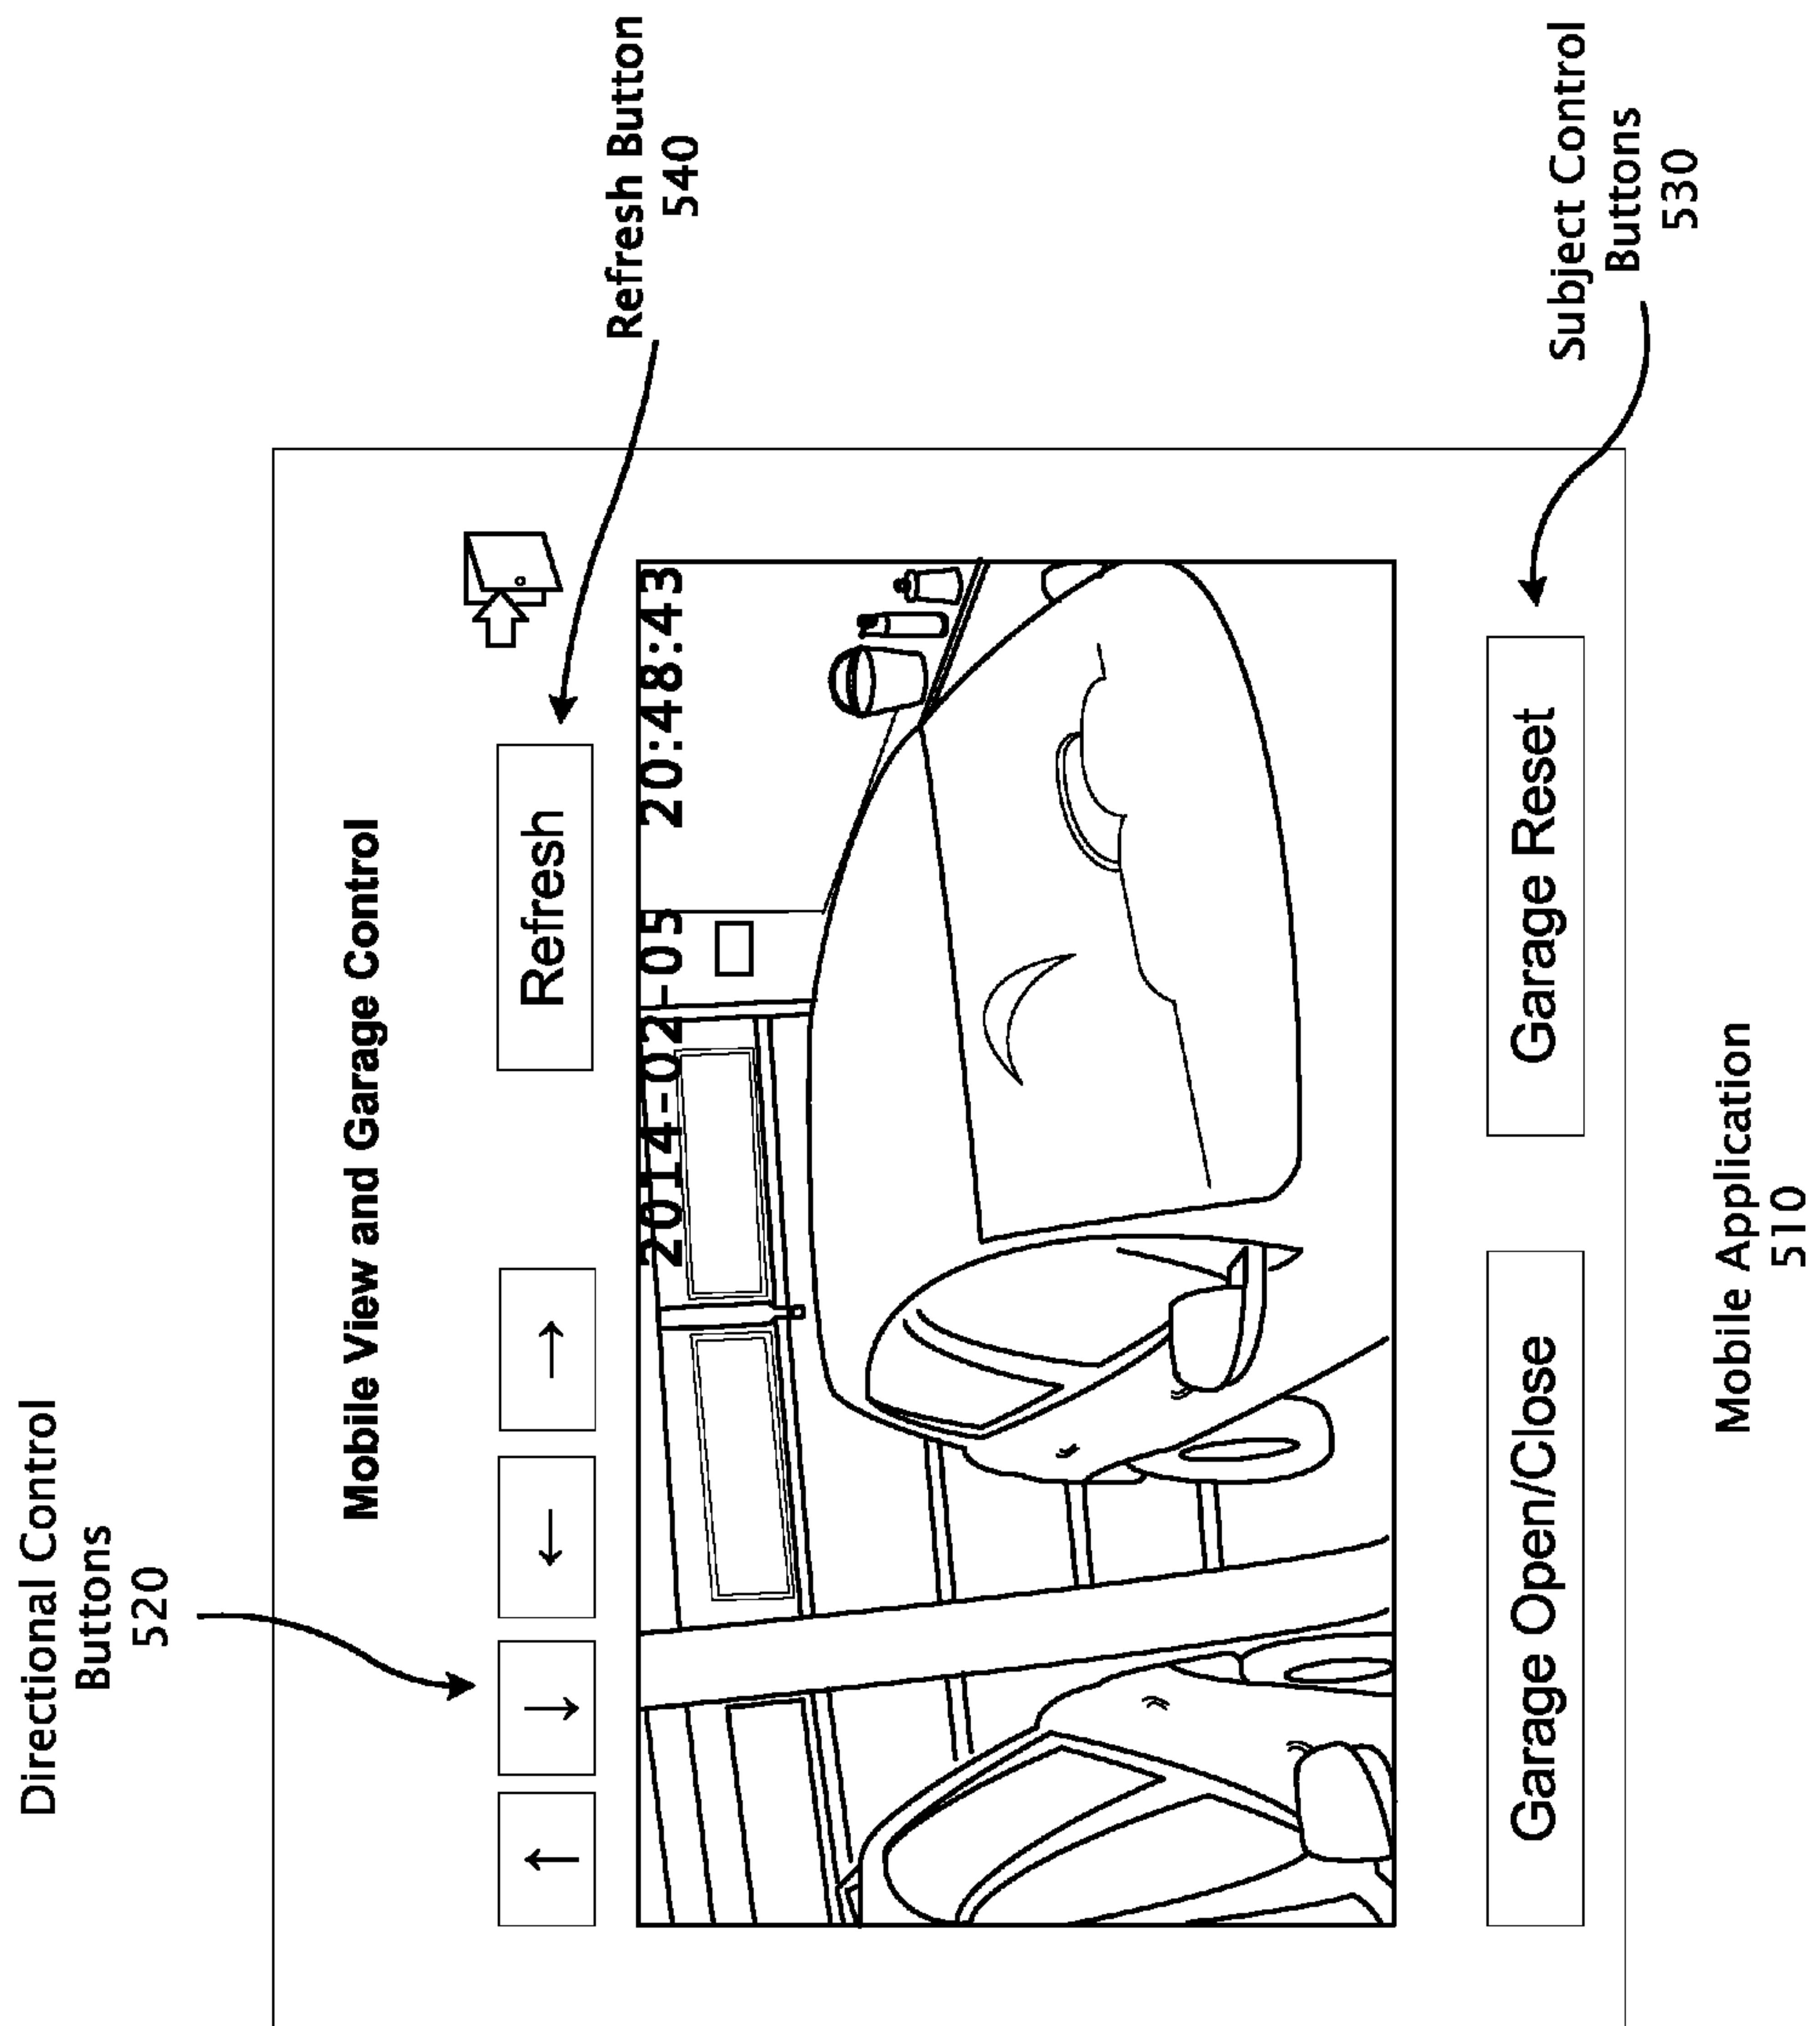 Directional Control
Buttons
520
Mobile View and Garage Control
↑ ↓ ← → Refresh
Refresh Button
540
2014-02-05 20:48:43
Garage Open/Close Garage Reset
Subject Control
Buttons
530
Mobile Application
510